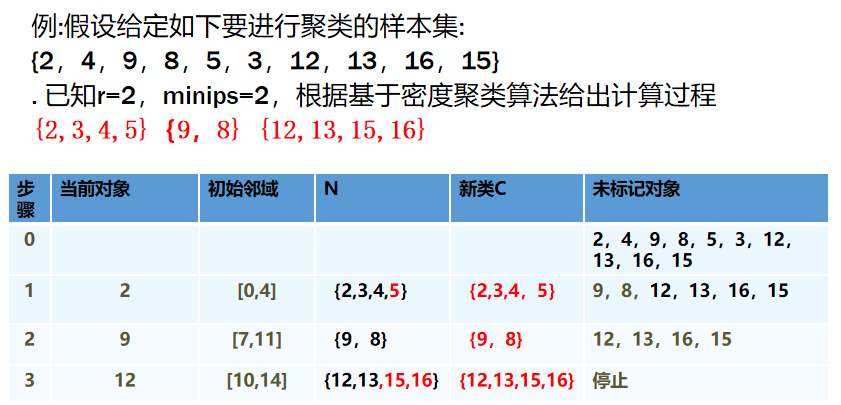 例:假设给定如下要进行聚类的样本集:
{2，4，9，8，5，3，12，13，16，15}
. 已知r=2，minips=2，根据基于密度聚类算法给出计算过程
{2,3,4,5} {9，8} {12,13,15,16}
步骤 当前对象 初始邻域 N 新类C 未标记对象
0 2，4，9，8，5，3，12，
13，16，15
1 2 [0,4] {2,3,4,5} {2,3,4，5} 9，8，12，13，16，15
2 9 [7,11] {9，8} {9，8} 12，13，16，15
3 12 [10,14] {12,13,15,16} {12,13,15,16} 停止